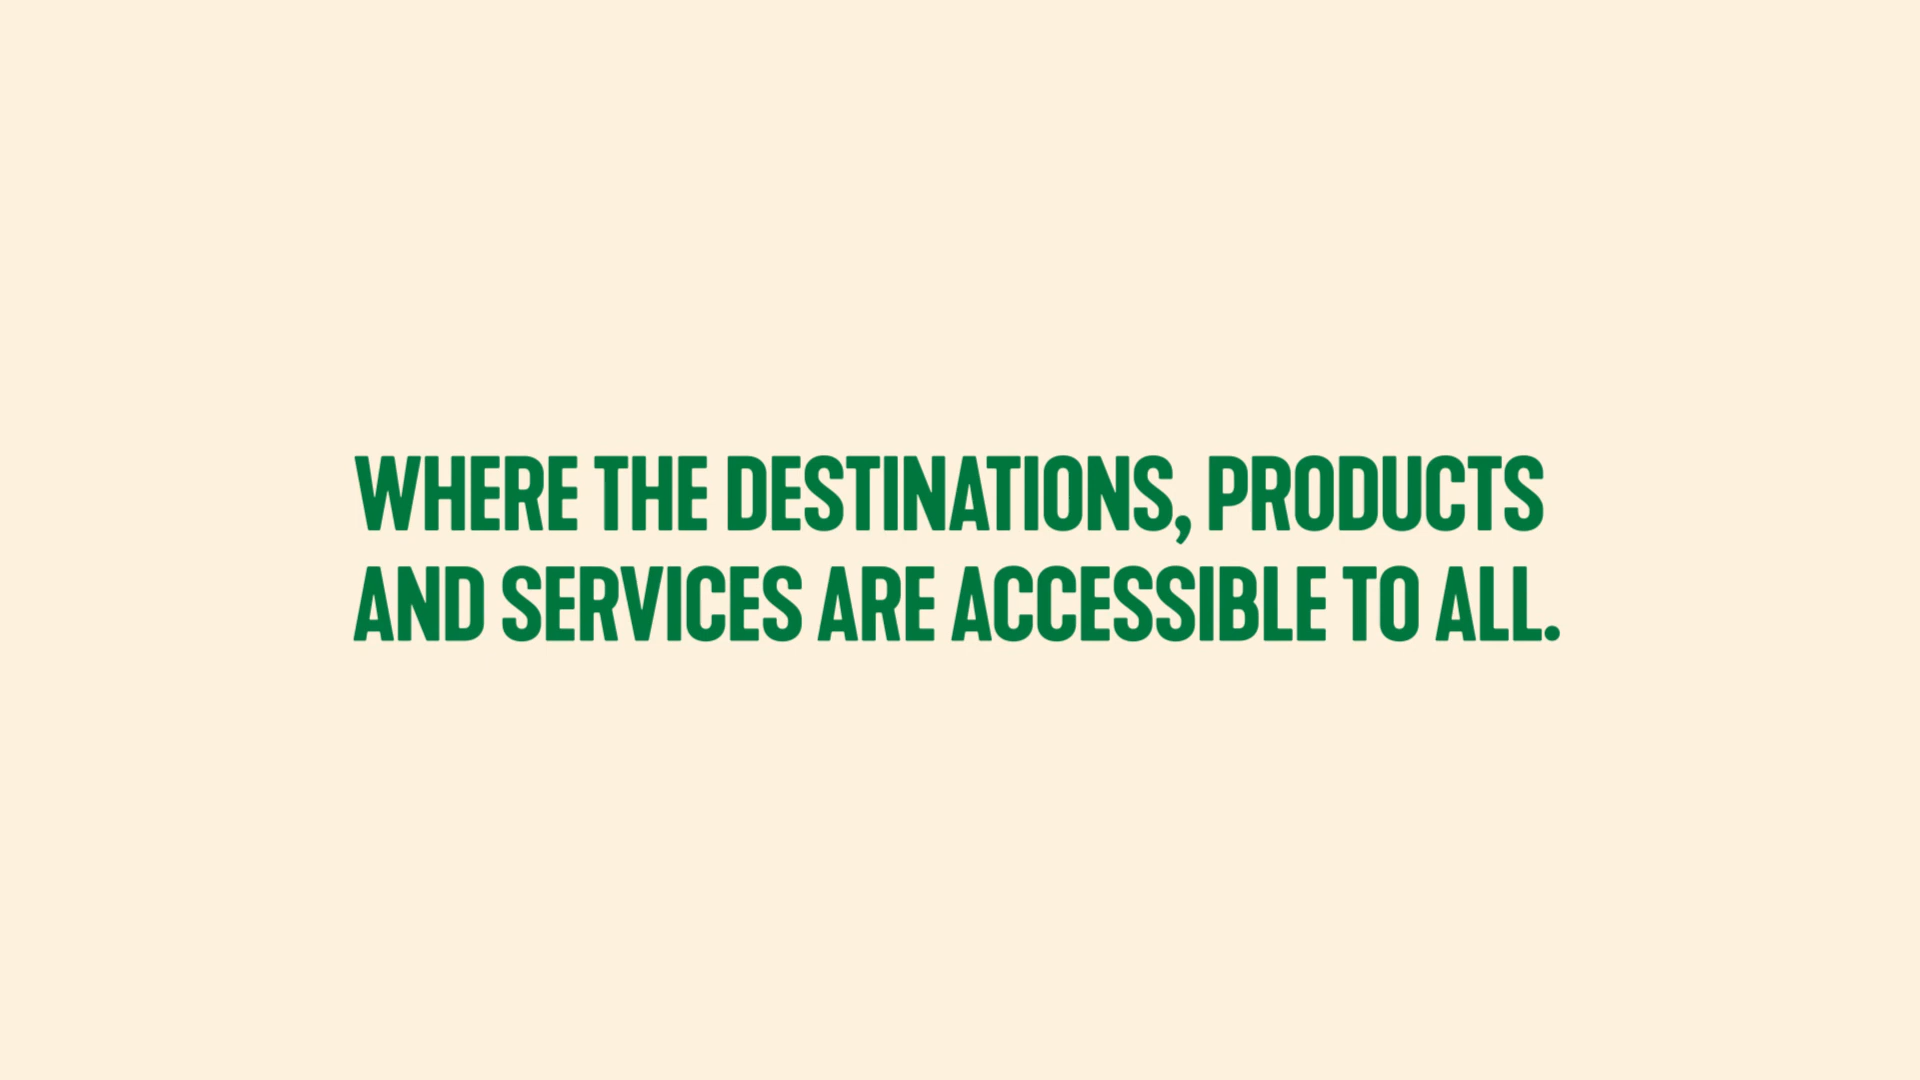 WHERE THE DESTINATIONS, PRODUCTS
AND SERVICES ARE ACCESSIBLE TO ALL.